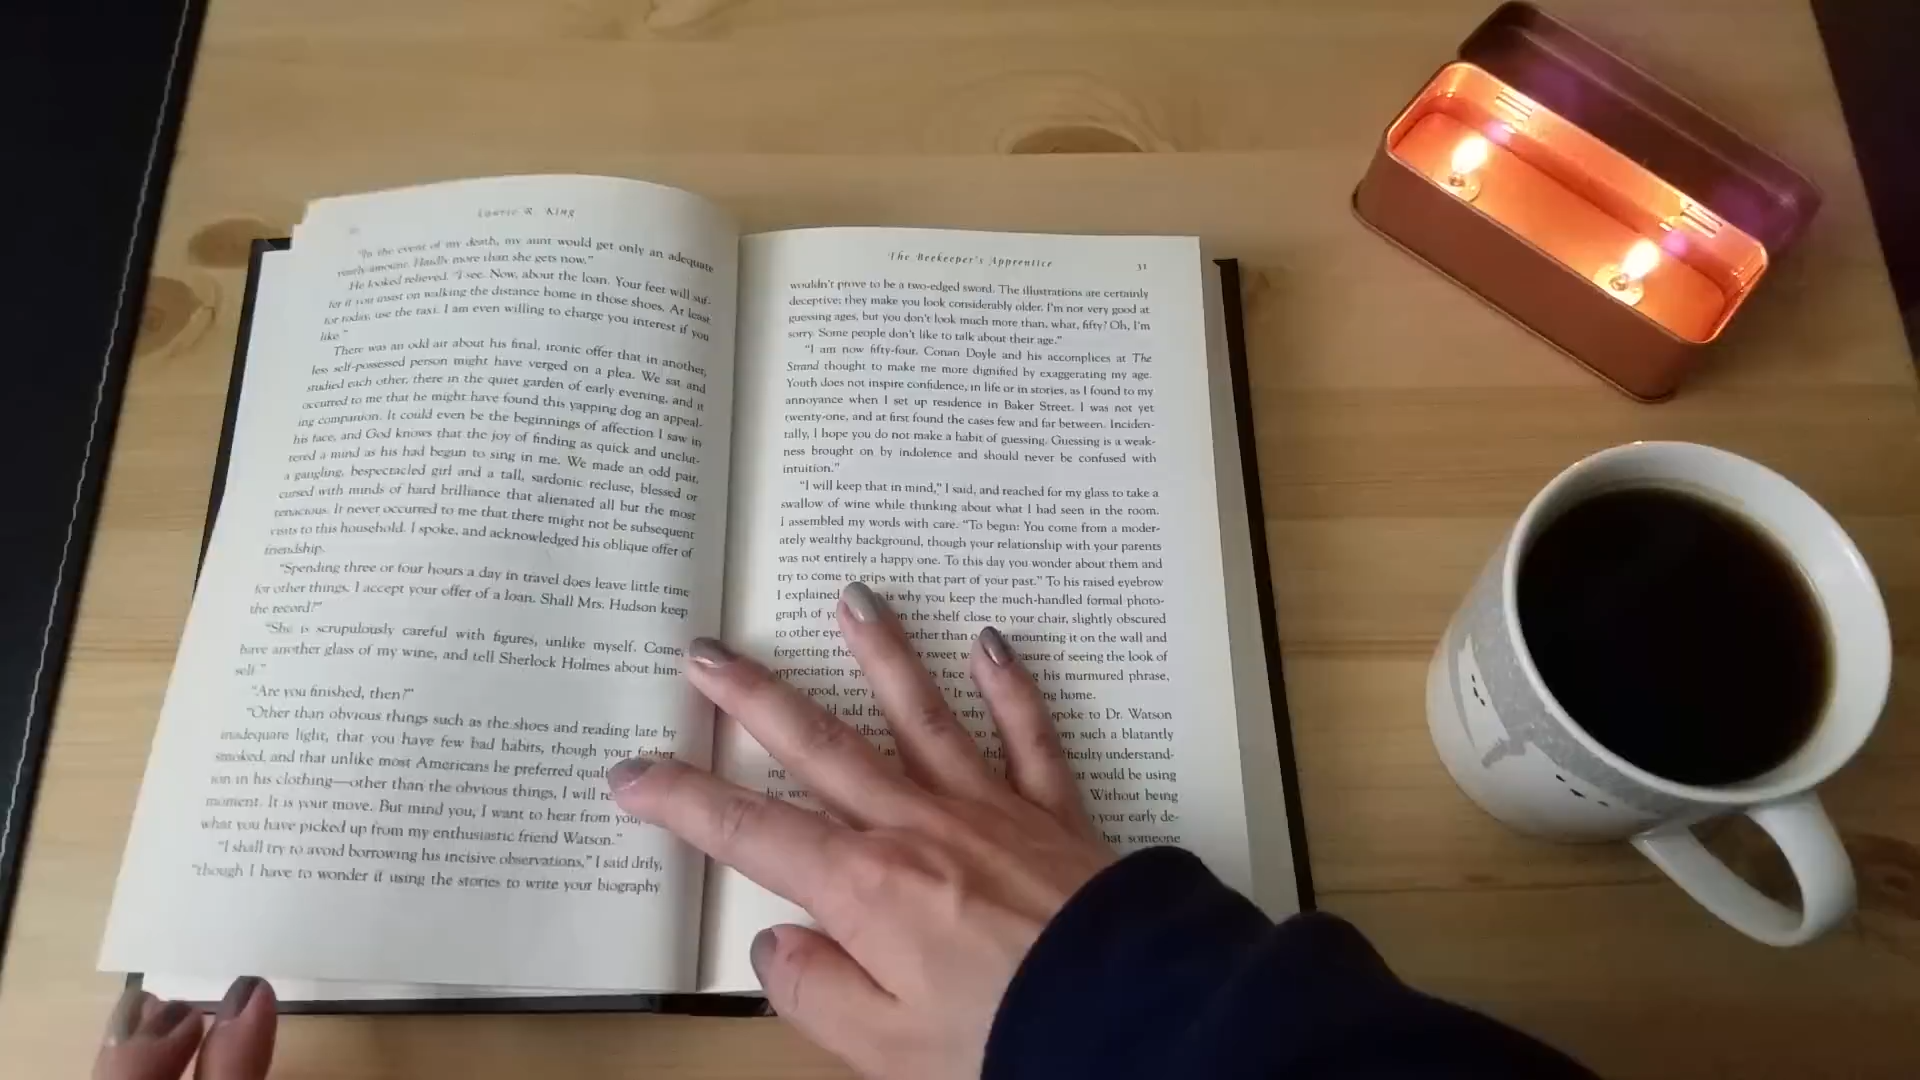 Laurie R. King
"In the event of my death, my aunt would get only an adequate
yearly amount. Hardly more than she gets now."
He looked relieved. "I see. Now, about the loan. Your feet will suf-
fer if you insist on walking the distance home in those shoes. At least
for today, use the taxi. I am even willing to charge you interest if you
like."
There was an odd air about his final, ironic offer that in another,
less self-possessed person might have verged on a plea. We sat and
studied each other, there in the quiet garden of early evening, and it
occurred to me that he might have found this yapping dog an appeal-
ing companion. It could even be the beginnings of affection I saw in
his face, and God knows that the joy of finding as quick and unclut-
tered a mind as his had begun to sing in me. We made an odd pair,
a gangling, bespectacled girl and a tall, sardonic recluse, blessed or
cursed with minds of hard brilliance that alienated all but the most
tenacious. It never occurred to me that there might not be subsequent
visits to this household. I spoke, and acknowledged his oblique offer of
friendship.
"Spending three or four hours a day in travel does leave little time
for other things. I accept your offer of a loan. Shall Mrs. Hudson keep
the record?"
"She is scrupulously careful with figures, unlike myself. Come,
have another glass of my wine, and tell Sherlock Holmes about him-
self."
"Are you finished, then?"
"Other than obvious things such as the shoes and reading late by
inadequate light, that you have few bad habits, though your father
smoked, and that unlike most Americans he preferred quali
ion in his clothing—other than the obvious things, I will re
moment. It is your move. But mind you, I want to hear from you,
what you have picked up from my enthusiastic friend Watson."
"I shall try to avoid borrowing his incisive observations," I said drily,
"though I have to wonder if using the stories to write your biography
The Beekeeper's Apprentice
31
wouldn't prove to be a two-edged sword. The illustrations are certainly
deceptive; they make you look considerably older. I'm not very good at
guessing ages, but you don't look much more than, what, fifty? Oh, I'm
sorry. Some people don't like to talk about their age."
"I am now fifty-four. Conan Doyle and his accomplices at The
Strand thought to make me more dignified by exaggerating my age.
Youth does not inspire confidence, in life or in stories, as I found to my
annoyance when I set up residence in Baker Street. I was not yet
twenty-one, and at first found the cases few and far between. Inciden-
tally, I hope you do not make a habit of guessing. Guessing is a weak-
ness brought on by indolence and should never be confused with
intuition."
"I will keep that in mind," I said, and reached for my glass to take a
swallow of wine while thinking about what I had seen in the room.
I assembled my words with care. "To begin: You come from a moder-
ately wealthy background, though your relationship with your parents
was not entirely a happy one. To this day you wonder about them and
try to come to grips with that part of your past." To his raised eyebrow
I explained is why you keep the much-handled formal photo-
graph of yo on the shelf close to your chair, slightly obscured
to other eye rather than mounting it on the wall and
forgetting the sweet asure of seeing the look of
appreciation sp is face his murmured phrase,
good, very It wa ng home.
ld add tha why spoke to Dr. Watson
ldhood so m such a blatantly
as btl ficulty understand-
ing at would be using
his wor Without being
your early de-
hat someone